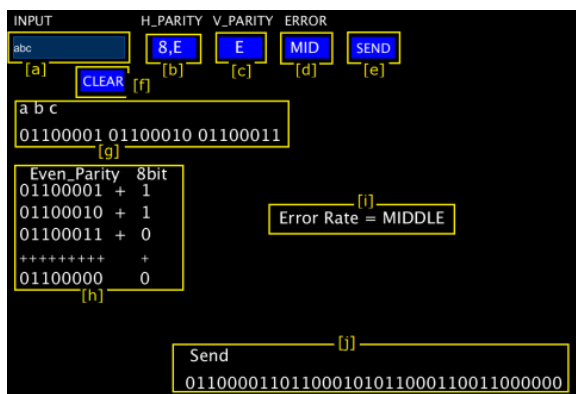 INPUT H_PARITY V_PARITY ERROR
abc 8,E E MID SEND
[a] [b] [c] [d] [e]
CLEAR [f]
a b c
01100001 01100010 01100011
[g]
Even_Parity 8bit
01100001 + 1
01100010 + 1
[i]
Error Rate = MIDDLE
01100011 + 0
+++++++++ +
01100000 0
[h]
[j]
Send
011000011011000101011000110011000000